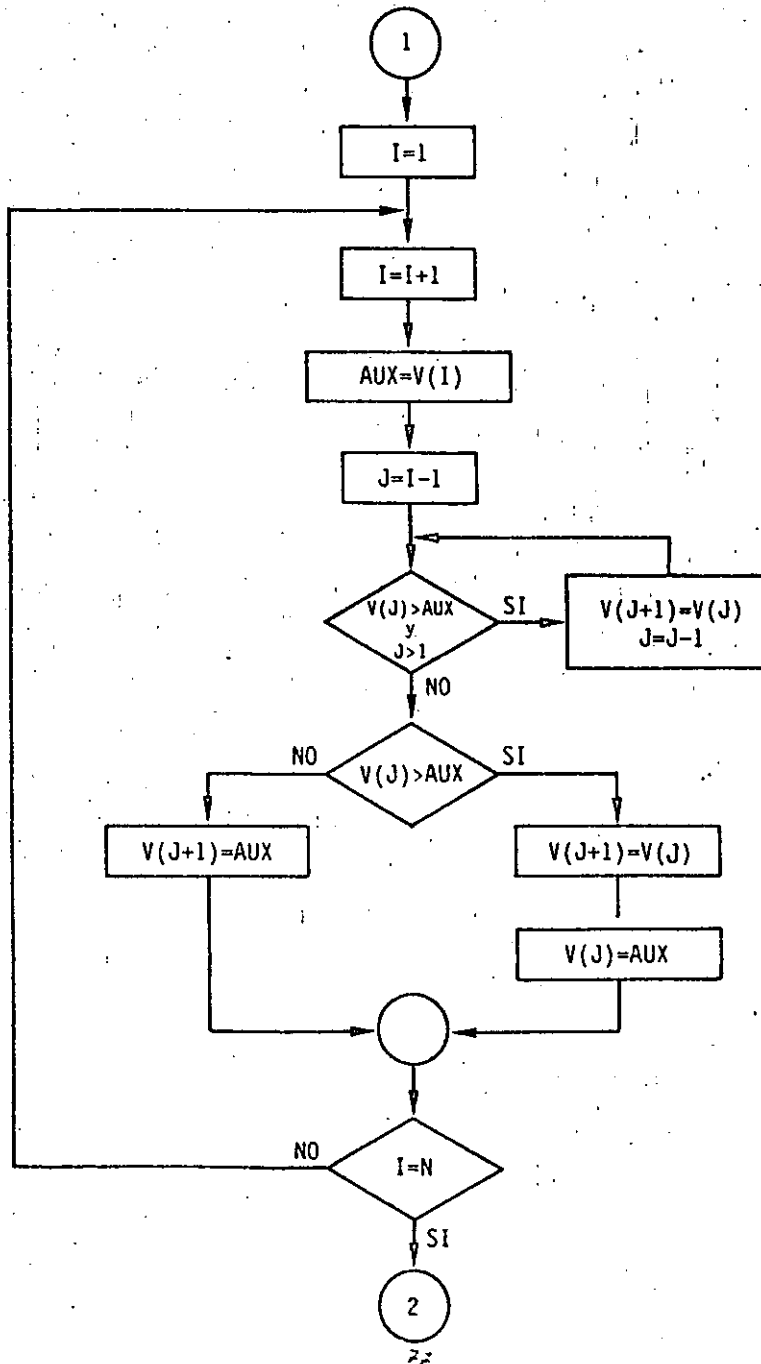 1
I=1
I=I+1
AUX=V(I)
J=I-1
V(J)>AUX
y
J>1
SI
V(J+1)=V(J)
J=J-1
NO
V(J)>AUX
NO
SI
V(J+1)=AUX
V(J+1)=V(J)
V(J)=AUX
I=N
NO
SI
2